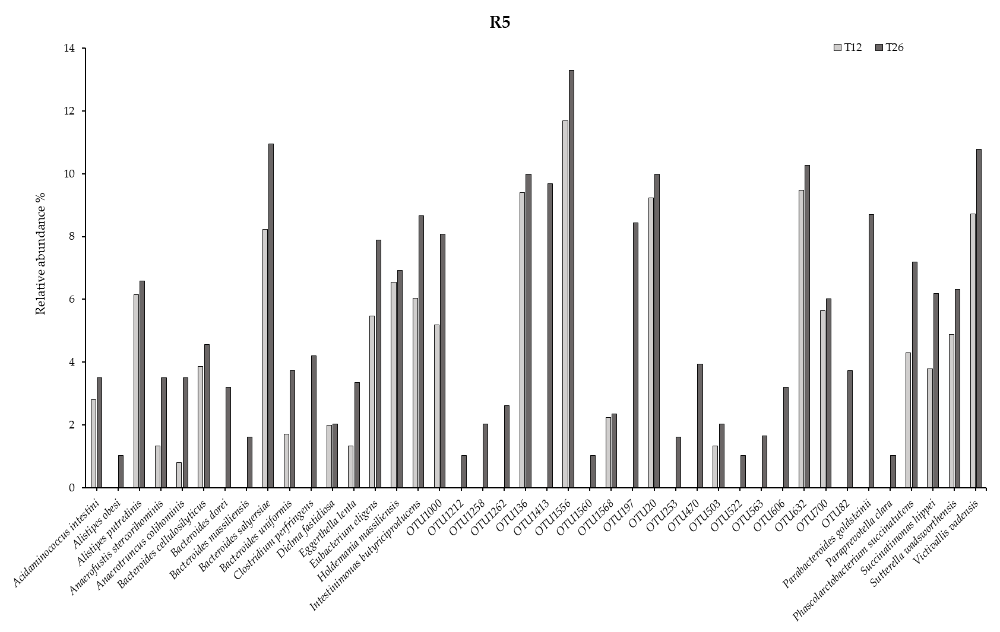 R5
T12
T26
Relative abundance %
14
12
10
8
6
4
2
0
Acidaminococcus intestini
Alistipes obesi
Alistipes putredinis
Anaerofustis stercorihominis
Anaerotruncus colihominis
Bacteroides cellulosilyticus
Bacteroides dorei
Bacteroides massiliensis
Bacteroides salyersiae
Bacteroides uniformis
Clostridium perfringens
Dielma fastidiosa
Eggerthella lenta
Eubacterium eligens
Holdemania massiliensis
Intestinimonas butyriciproducens
OTU1000
OTU1212
OTU1258
OTU1262
OTU136
OTU1413
OTU1556
OTU1560
OTU1568
OTU197
OTU20
OTU253
OTU470
OTU503
OTU522
OTU563
OTU606
OTU632
OTU700
OTU82
Parabacteroides goldsteinii
Paraprevotella clara
Phascolarctobacterium succinatutens
Succinatimonas hippei
Sutterella wadsworthensis
Victivallis vadensis